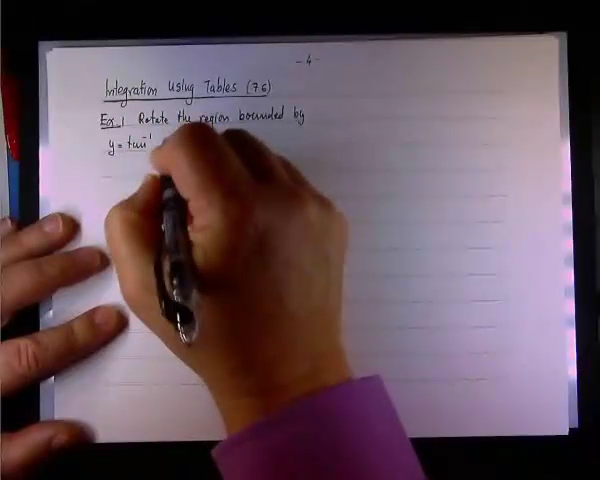 - 4 -
Integration Using Tables (7.6)
Ex. 1 Rotate the region bounded by
y = tan⁻¹